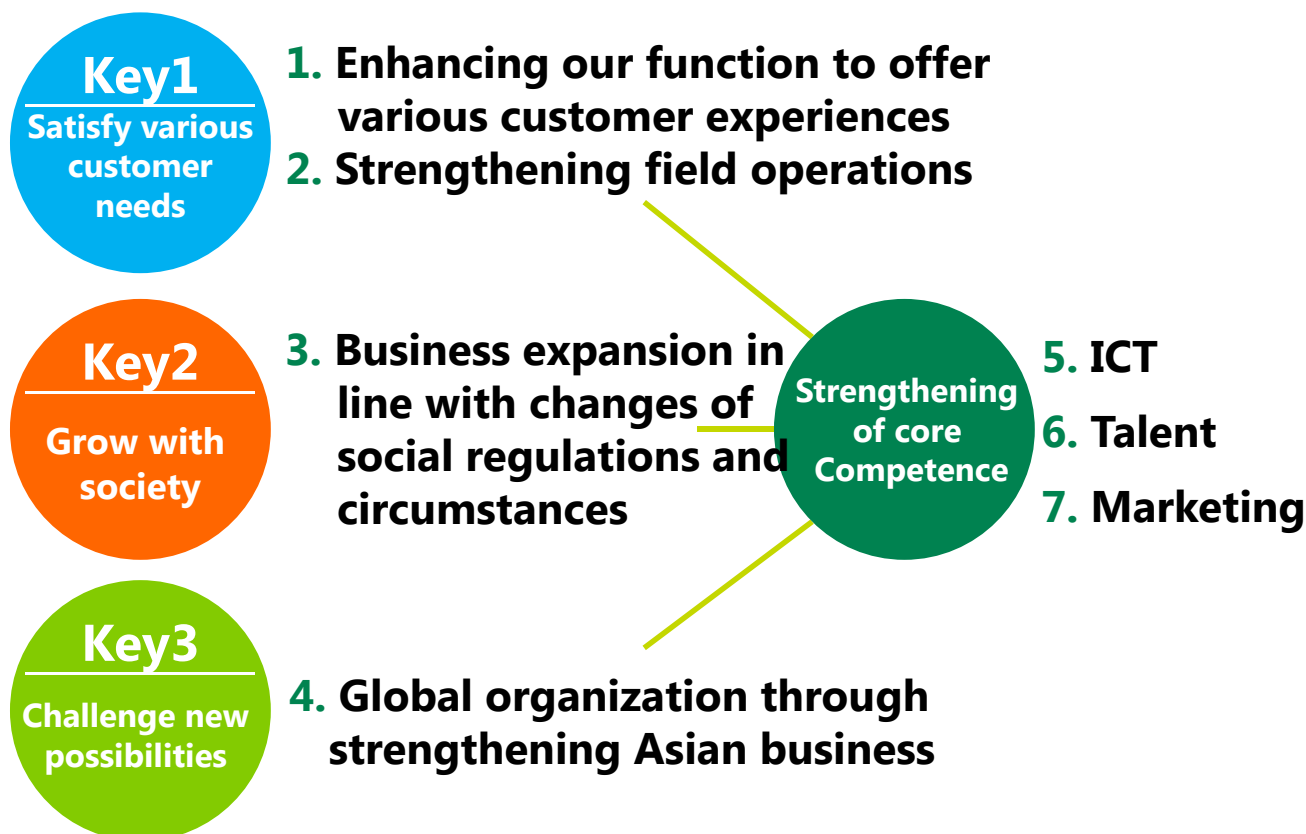 Key1
Satisfy various
customer
needs
1. Enhancing our function to offer
various customer experiences
2. Strengthening field operations
Key2
Grow with
society
3. Business expansion in
line with changes of
social regulations and
circumstances
Strengthening
of core
Competence
5. ICT
6. Talent
7. Marketing
Key3
Challenge new
possibilities
4. Global organization through
strengthening Asian business